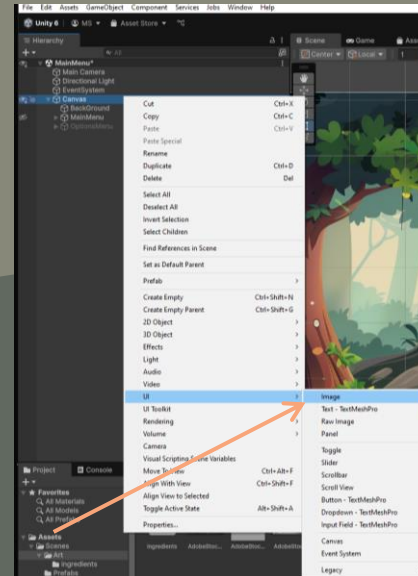 File Edit Assets GameObject Component Services Jobs Window Help
Unity 6 MS Asset Store
Hierarchy
Scene Game
All
Center Local 1
MainMenu*
Main Camera
Directional Light
EventSystem
Canvas
BackGround
MainMenu
OptionsMenu
Cut Ctrl+X
Copy Ctrl+C
Paste Ctrl+V
Paste Special
Rename
Duplicate Ctrl+D
Delete Del
Select All
Deselect All
Invert Selection
Select Children
Find References in Scene
Set as Default Parent
Prefab
Create Empty Ctrl+Shift+N
Create Empty Parent Ctrl+Shift+G
2D Object
3D Object
Effects
Light
Audio
Video
UI
UI Toolkit
Rendering
Volume
Camera
Visual Scripting Scene Variables
Move To View Ctrl+Alt+F
Align With View Ctrl+Shift+F
Align View to Selected
Toggle Active State Alt+Shift+A
Properties...
Image
Text - TextMeshPro
Raw Image
Panel
Toggle
Slider
Scrollbar
Scroll View
Button - TextMeshPro
Dropdown - TextMeshPro
Input Field - TextMeshPro
Canvas
Event System
Legacy
Project Console
Favorites
All Materials
All Models
All Prefabs
Assets
Scenes
Art
Ingredients
Prefabs
Ingredients AdobeStoc... AdobeStoc...